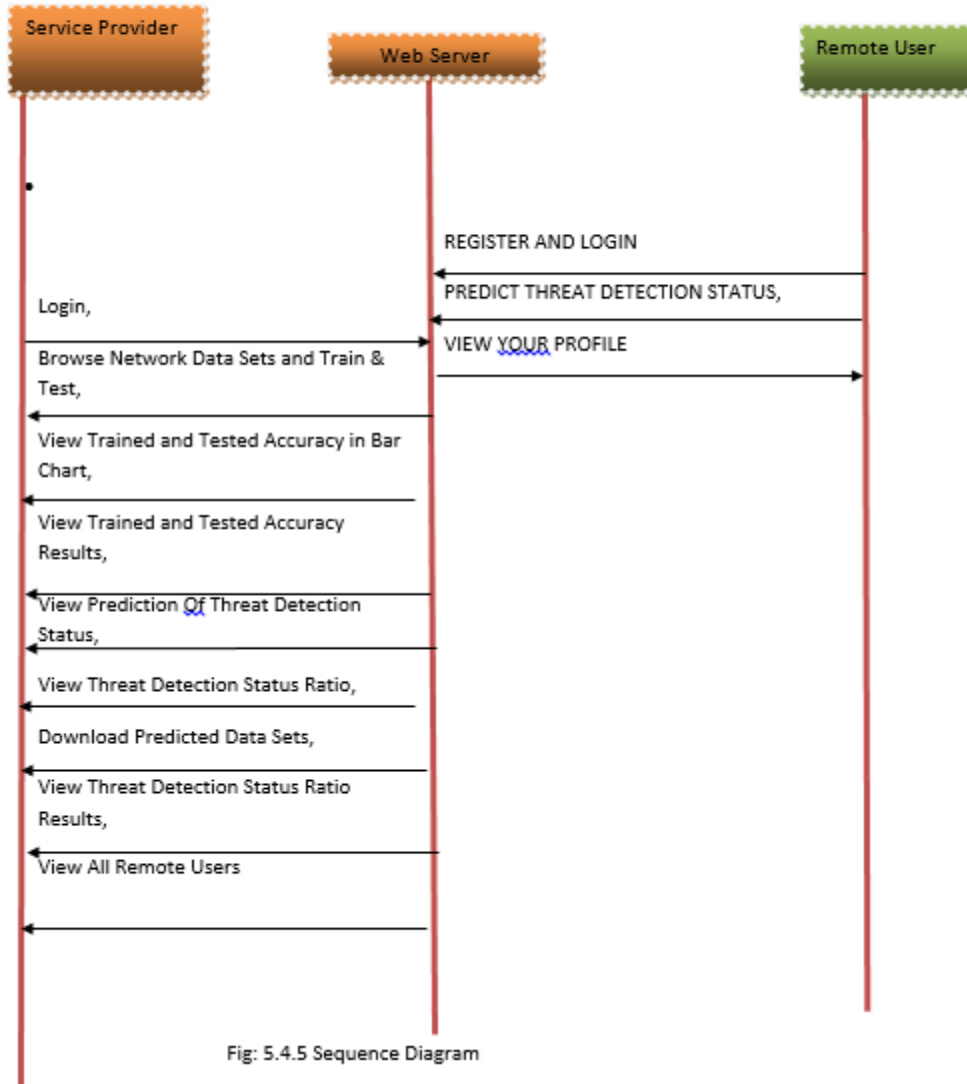 Service Provider
Web Server
Remote User
REGISTER AND LOGIN
PREDICT THREAT DETECTION STATUS,
VIEW YOUR PROFILE
Login,
Browse Network Data Sets and Train &
Test,
View Trained and Tested Accuracy in Bar
Chart,
View Trained and Tested Accuracy
Results,
View Prediction Of Threat Detection
Status,
View Threat Detection Status Ratio,
Download Predicted Data Sets,
View Threat Detection Status Ratio
Results,
View All Remote Users
Fig: 5.4.5 Sequence Diagram